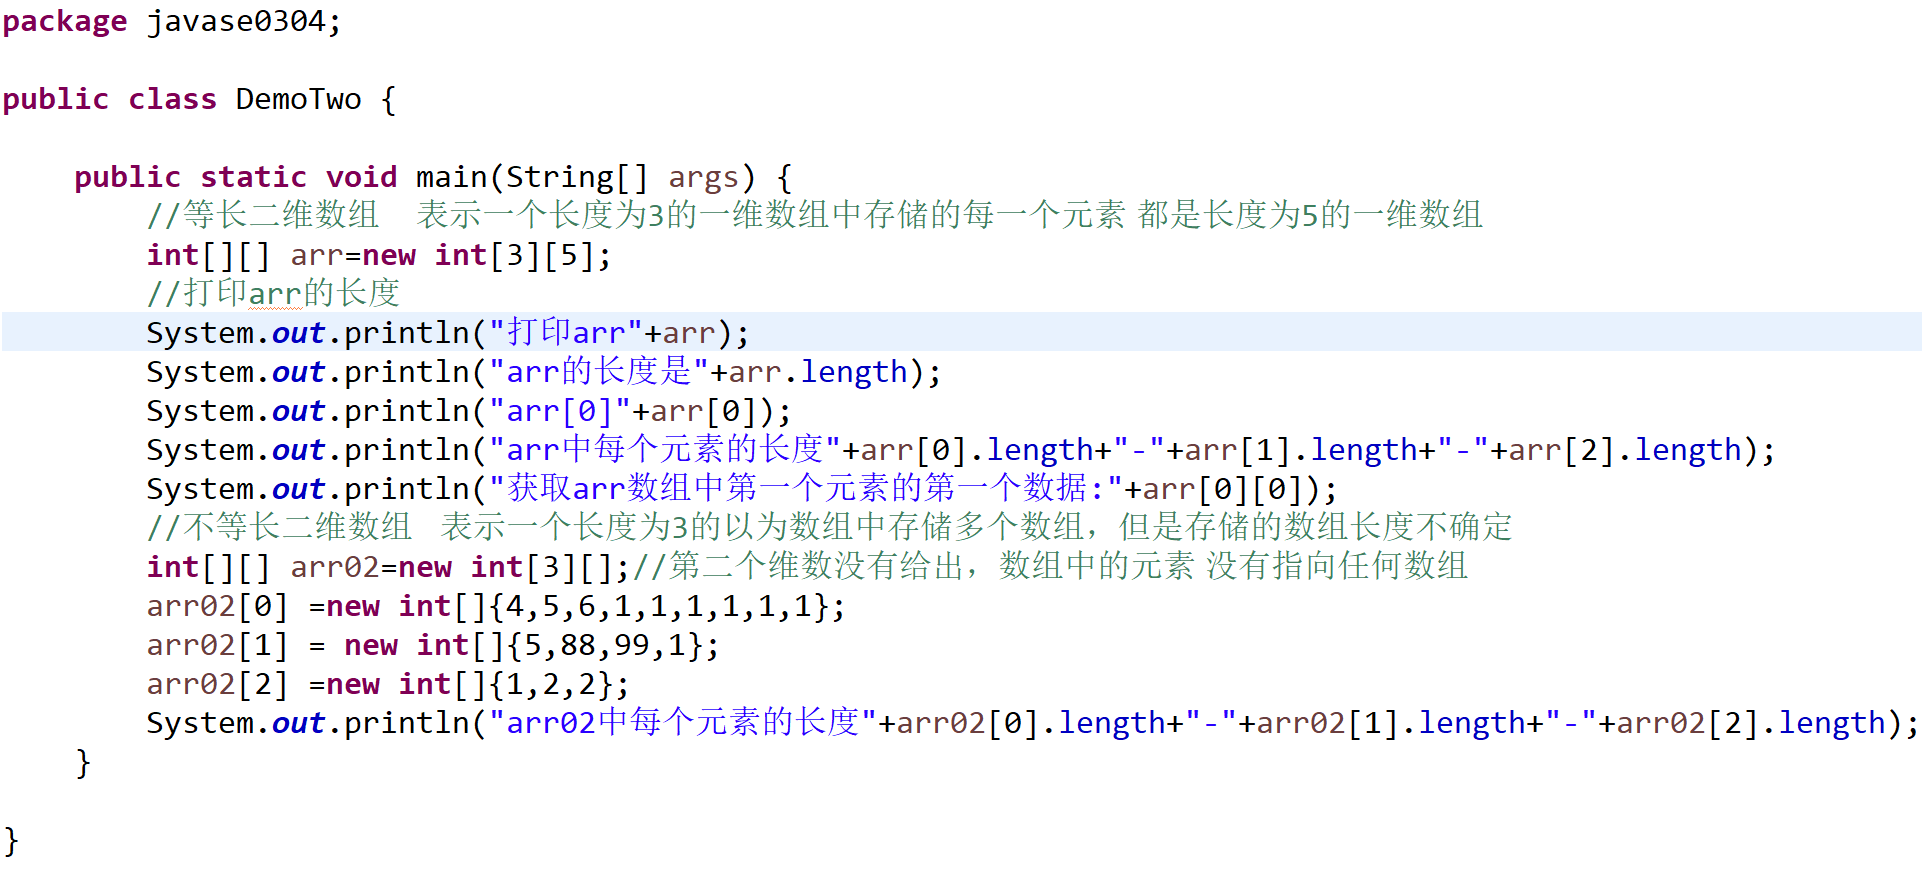 package javase0304;
public class DemoTwo {
public static void main(String[] args) {
//等长二维数组    表示一个长度为3的一维数组中存储的每一个元素 都是长度为5的一维数组
int[][] arr=new int[3][5];
//打印arr的长度
System.out.println("打印arr"+arr);
System.out.println("arr的长度是"+arr.length);
System.out.println("arr[0]"+arr[0]);
System.out.println("arr中每个元素的长度"+arr[0].length+"-"+arr[1].length+"-"+arr[2].length);
System.out.println("获取arr数组中第一个元素的第一个数据:"+arr[0][0]);
//不等长二维数组   表示一个长度为3的以为数组中存储多个数组，但是存储的数组长度不确定
int[][] arr02=new int[3][];//第二个维数没有给出，数组中的元素 没有指向任何数组
arr02[0] =new int[]{4,5,6,1,1,1,1,1,1};
arr02[1] = new int[]{5,88,99,1};
arr02[2] =new int[]{1,2,2};
System.out.println("arr02中每个元素的长度"+arr02[0].length+"-"+arr02[1].length+"-"+arr02[2].length);
}
}